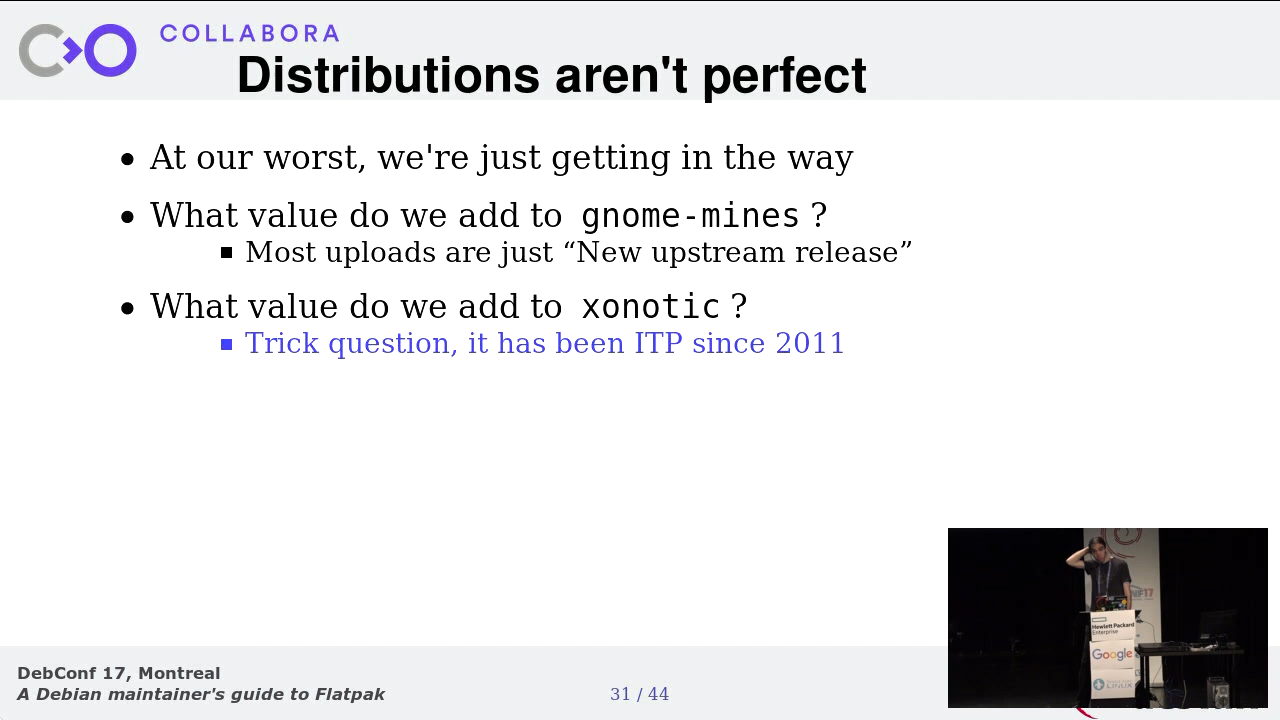 COLLABORA
Distributions aren't perfect
• At our worst, we're just getting in the way
• What value do we add to gnome-mines ?
▪ Most uploads are just “New upstream release”
• What value do we add to xonotic ?
▪ Trick question, it has been ITP since 2011
NF17
Hewlett Packard
Enterprise
Google
LINUX
DebConf 17, Montreal
A Debian maintainer's guide to Flatpak
31 / 44